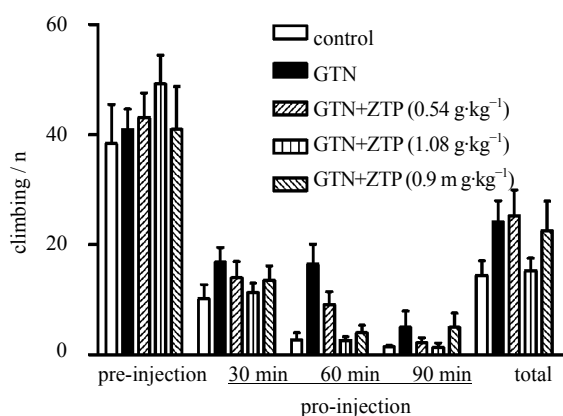 60
40
20
0
climbing / n
control
GTN
GTN+ZTP (0.54 g·kg⁻¹)
GTN+ZTP (1.08 g·kg⁻¹)
GTN+ZTP (0.9 m g·kg⁻¹)
pre-injection 30 min 60 min 90 min total
pro-injection